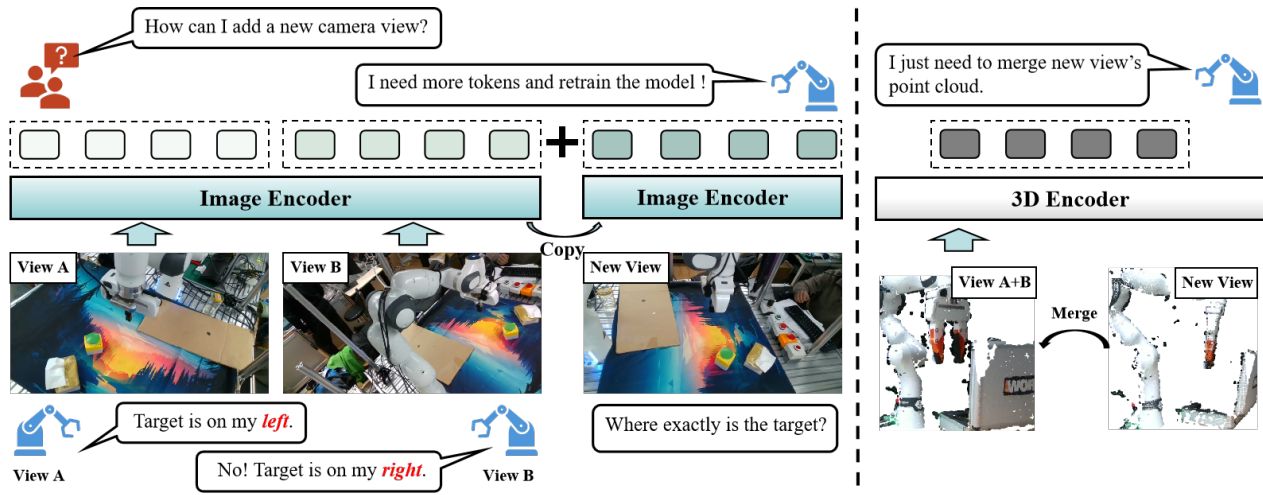 How can I add a new camera view?
?
I need more tokens and retrain the model !
+
Image Encoder
Image Encoder
Copy
View A
View B
New View
Target is on my left.
View A
No! Target is on my right.
View B
Where exactly is the target?
I just need to merge new view's
point cloud.
3D Encoder
View A+B
New View
Merge
WOR